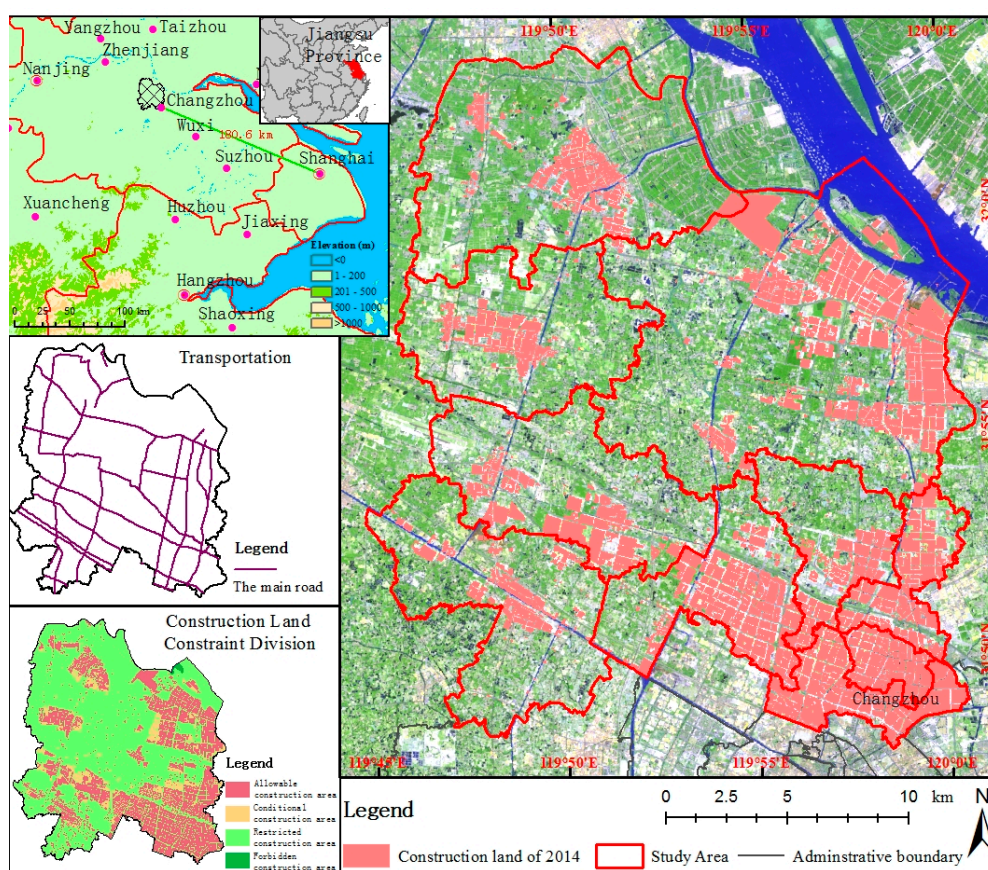 Yangzhou
Taizhou
Zhenjiang
Nanjing
Changzhou
Wuxi
180.6 km
Suzhou
Shanghai
Xuancheng
Huzhou
Jiaxing
Hangzhou
Shaoxing
Elevation (m)
<0
1 - 200
201 - 500
500 - 1000
>1000
0 25 50 100 km
Jiangsu
Province
Transportation
Legend
The main road
Construction Land
Constraint Division
Legend
Allowable
construction area
Conditional
construction area
Restricted
construction area
Forbidden
construction area
119°50'E
119°55'E
120°0'E
32°0'N
31°55'N
31°50'N
Changzhou
119°45'E
119°50'E
119°55'E
120°0'E
Legend
0 2.5 5 10 km
N
Construction land of 2014
Study Area
Adminstrative boundary